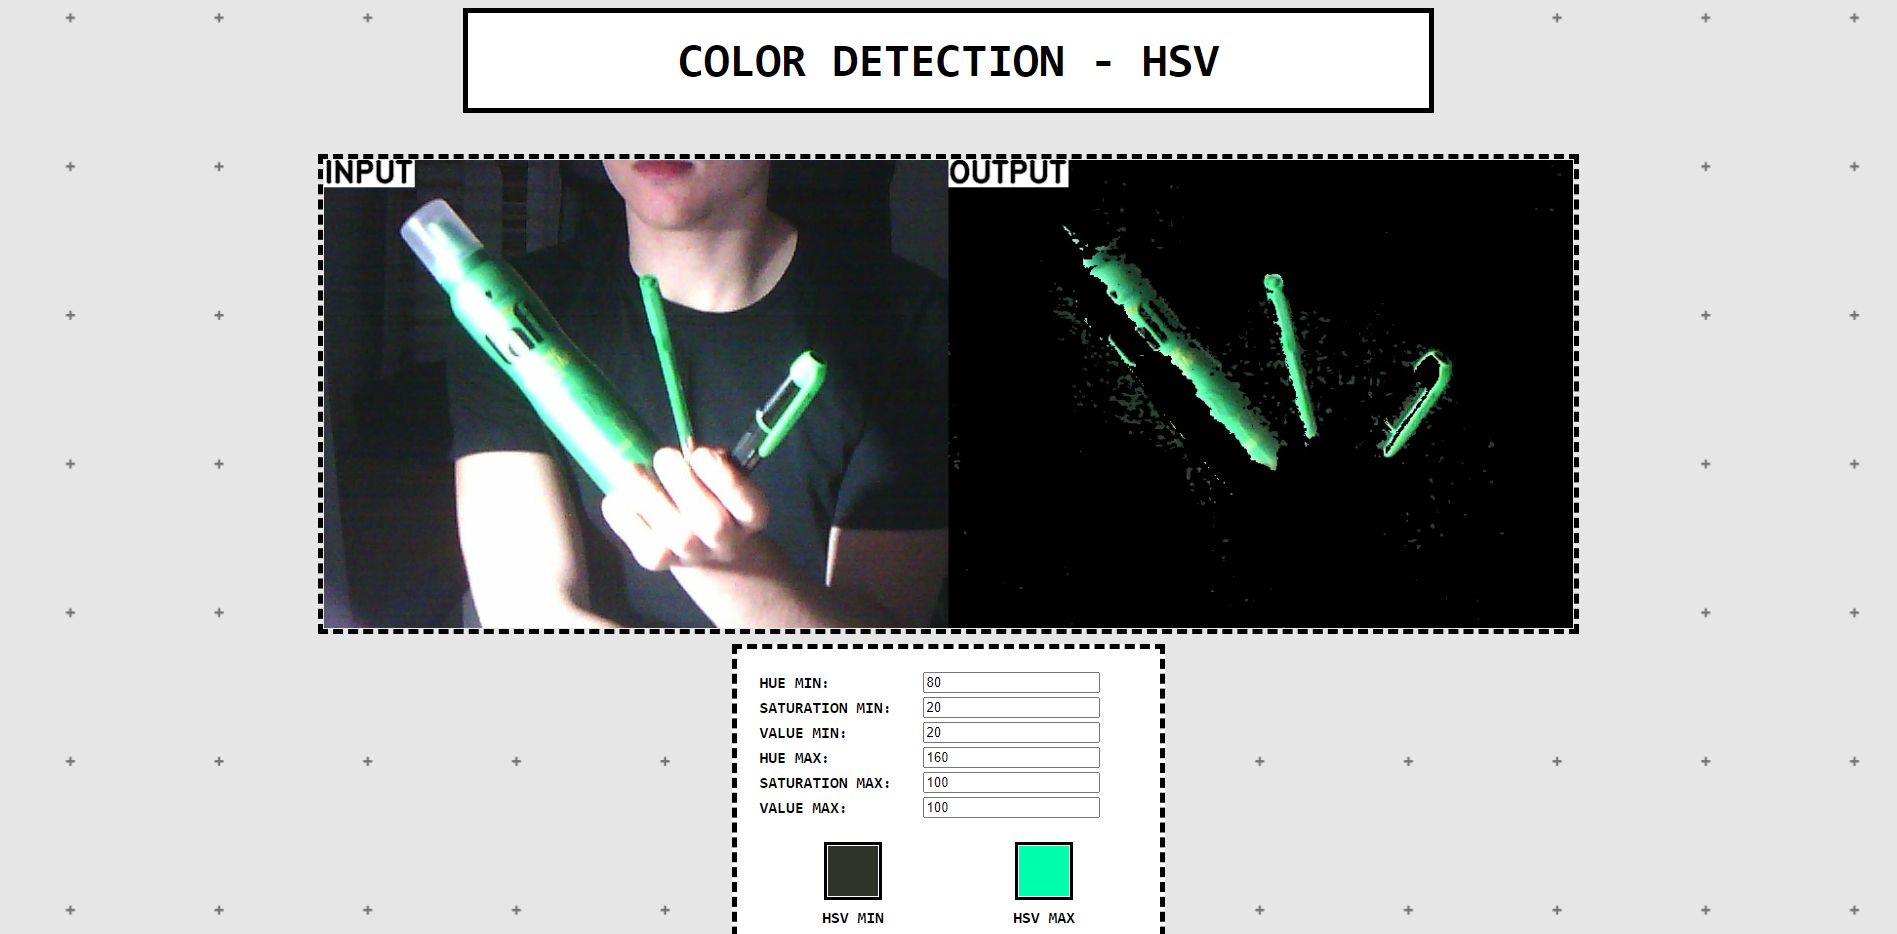 COLOR DETECTION - HSV
INPUT
OUTPUT
HUE MIN: 80
SATURATION MIN: 20
VALUE MIN: 20
HUE MAX: 160
SATURATION MAX: 100
VALUE MAX: 100
HSV MIN HSV MAX